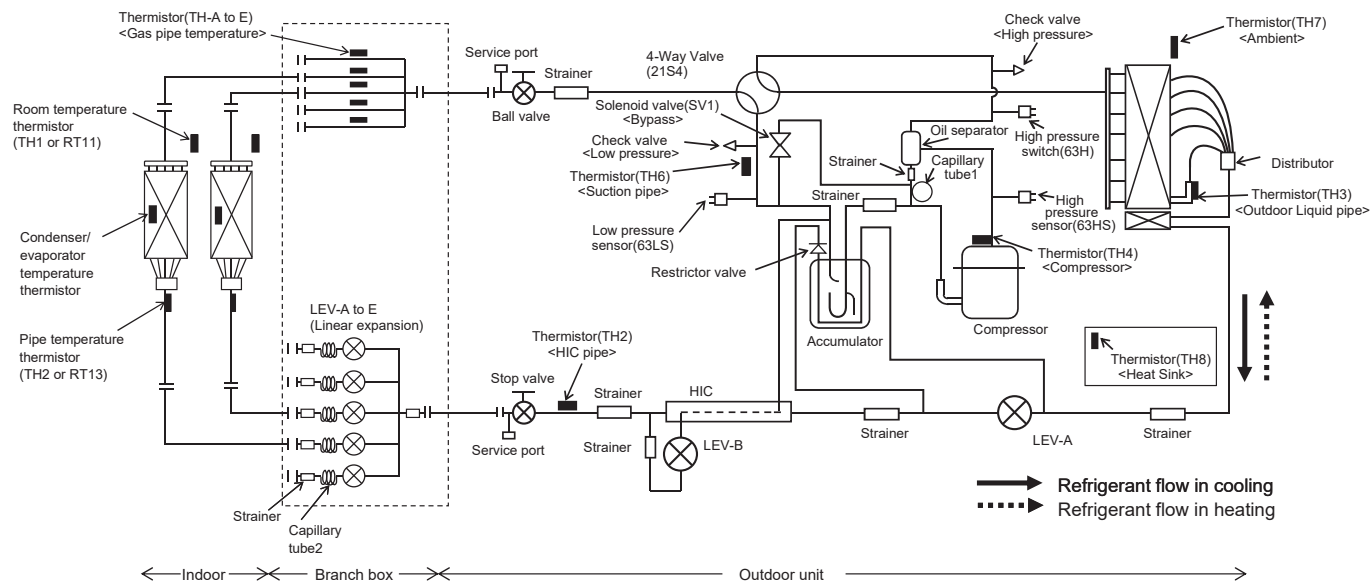 Thermistor(TH-A to E)
<Gas pipe temperature>
Service port
Strainer
Ball valve
4-Way Valve
(21S4)
Solenoid valve(SV1)
<Bypass>
Check valve
<Low pressure>
Thermistor(TH6)
<Suction pipe>
Low pressure
sensor(63LS)
Restrictor valve
Check valve
<High pressure>
Thermistor(TH7)
<Ambient>
Oil separator
High pressure
switch(63H)
Strainer
Capillary
tube1
Strainer
Distributor
High
pressure
sensor(63HS)
Thermistor(TH3)
<Outdoor Liquid pipe>
Thermistor(TH4)
<Compressor>
Accumulator
Compressor
Thermistor(TH8)
<Heat Sink>
Room temperature
thermistor
(TH1 or RT11)
Condenser/
evaporator
temperature
thermistor
Pipe temperature
thermistor
(TH2 or RT13)
LEV-A to E
(Linear expansion)
Thermistor(TH2)
<HIC pipe>
Stop valve
Service port
Strainer
HIC
Strainer
LEV-B
Strainer
LEV-A
Strainer
Strainer
Capillary
tube2
Refrigerant flow in cooling
Refrigerant flow in heating
Indoor
Branch box
Outdoor unit